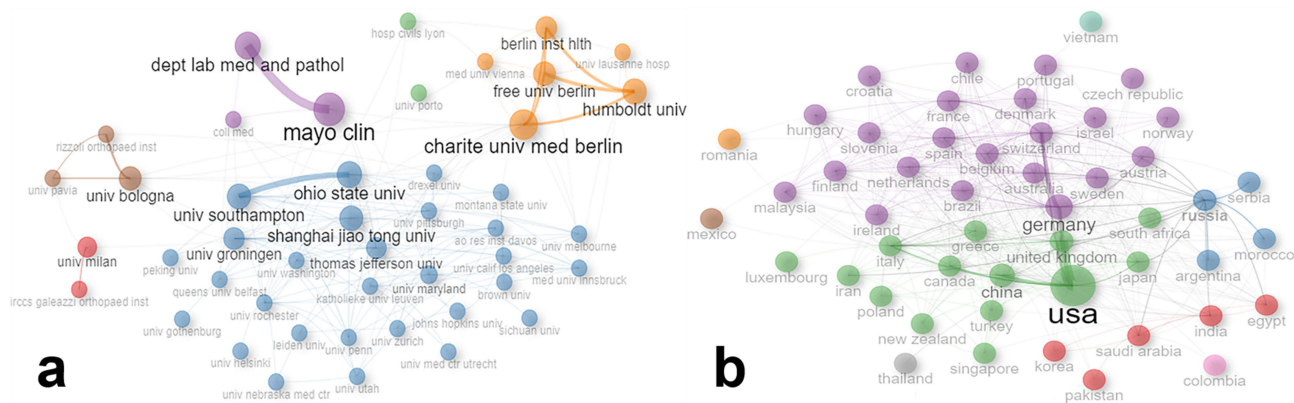 hosp civils lyon
dept lab med and pathol
univ porto
mayo clin
coll med
berlin inst hlth
univ lausanne hosp
med univ vienna
free univ berlin
humboldt univ
charite univ med berlin
rizzoli orthopaed inst
univ pavia
univ bologna
ohio state univ
drexel univ
montana state univ
univ southampton
univ pittsburgh
shanghai jiao tong univ
ao res inst davos
univ melbourne
univ milan
univ groningen
thomas jefferson univ
peking univ
univ washington
univ calif los angeles
med univ innsbruck
queens univ belfast
katholieke univ leuven
univ maryland
brown univ
irccs galeazzi orthopaed inst
univ rochester
johns hopkins univ
sichuan univ
univ gothenburg
leiden univ
univ penn
univ zurich
univ helsinki
univ med ctr utrecht
univ nebraska med ctr
univ utah
a
vietnam
croatia
chile
portugal
czech republic
hungary
france
denmark
israel
norway
romania
slovenia
spain
switzerland
belgium
austria
finland
netherlands
australia
sweden
malaysia
brazil
russia
serbia
mexico
ireland
germany
south africa
greece
united kingdom
morocco
luxembourg
italy
iran
canada
china
japan
argentina
poland
usa
turkey
new zealand
india
egypt
saudi arabia
thailand
singapore
korea
colombia
pakistan
b